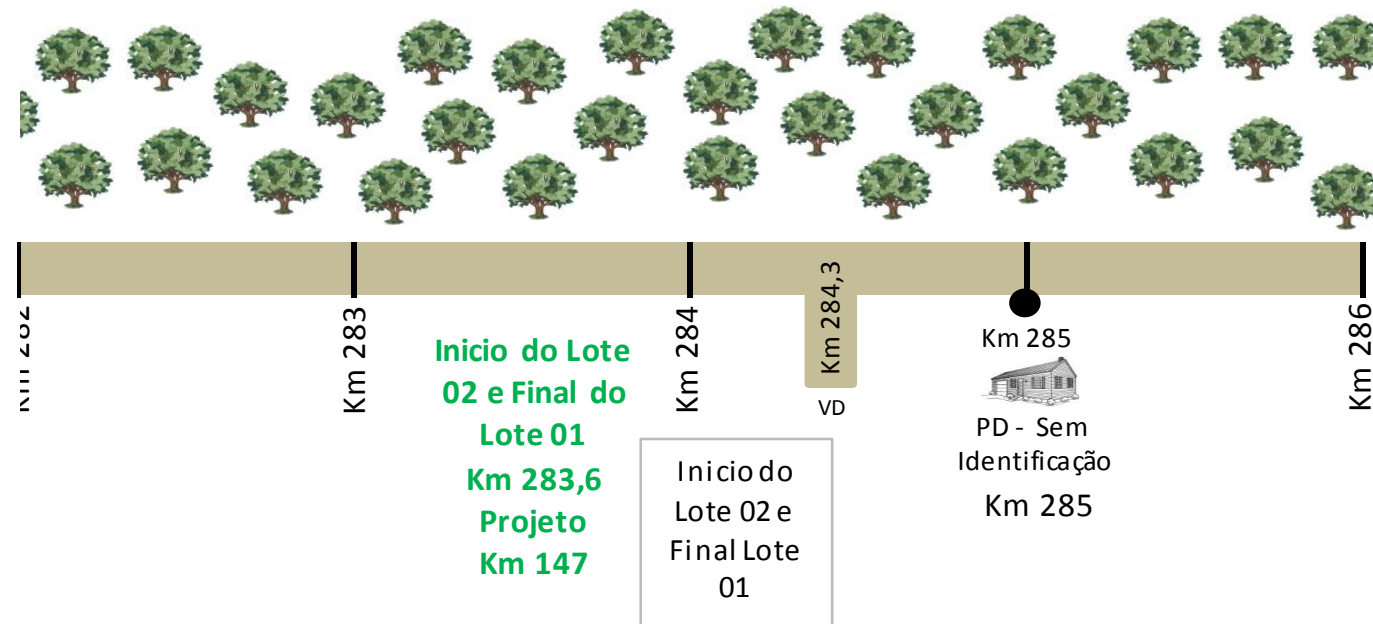 Km 282
Km 283
Inicio do Lote
02 e Final do
Lote 01
Km 283,6
Projeto
Km 147
Km 284
Inicio do
Lote 02 e
Final Lote
01
Km 284,3
VD
Km 285
PD - Sem
Identificação
Km 285
Km 286